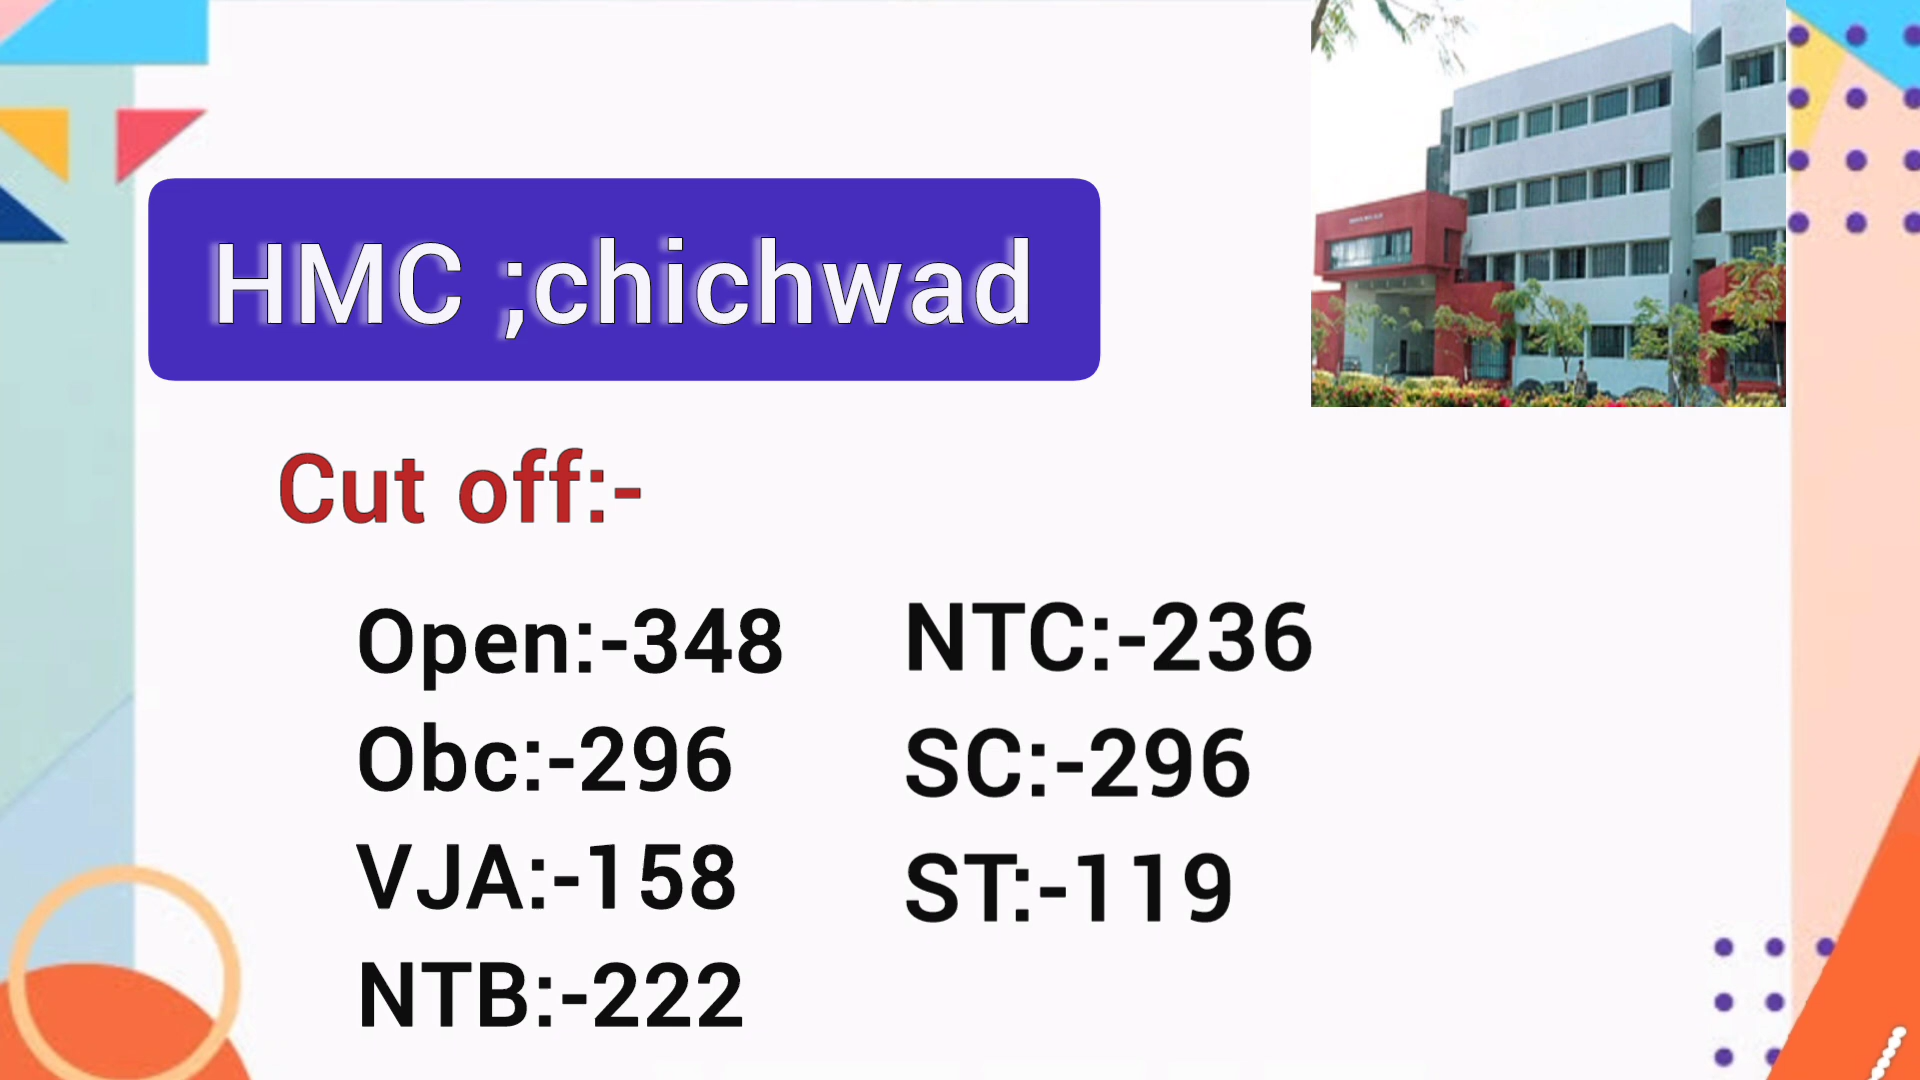 HMC ;chichwad
Cut off:-
Open:-348
Obc:-296
VJA:-158
NTB:-222
NTC:-236
SC:-296
ST:-119